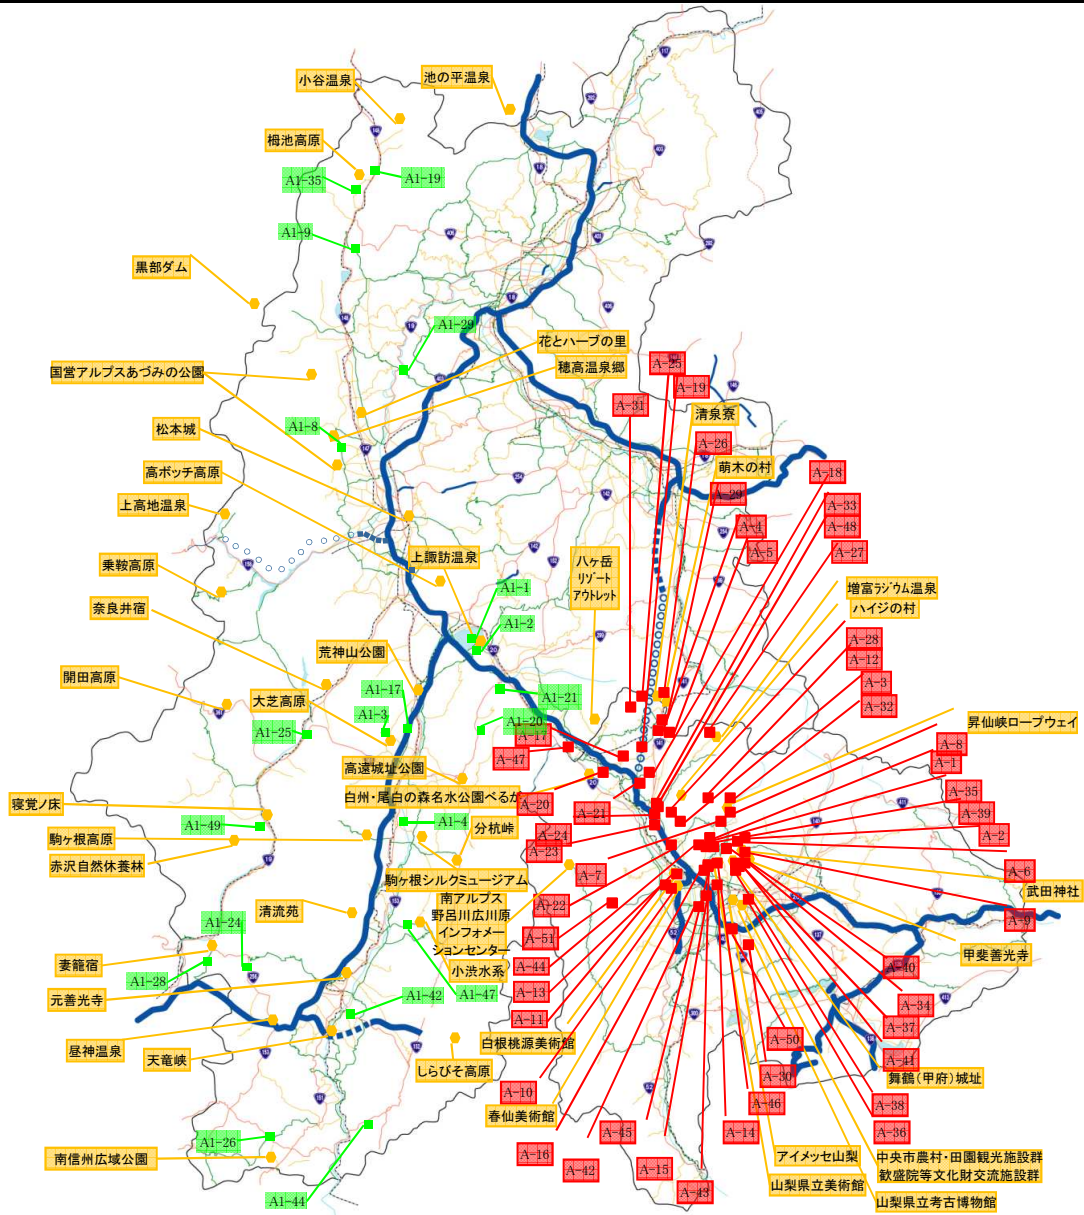 小谷温泉
池の平温泉
栂池高原
A1-35
A1-19
A1-9
黒部ダム
A1-29
花とハーブの里
穂高温泉郷
国営アルプスあづみの公園
A1-8
松本城
高ボッチ高原
上高地温泉
乗鞍高原
奈良井宿
開田高原
上諏訪温泉
八ヶ岳
リゾート
アウトレット
A1-1
A1-2
荒神山公園
A1-17
A1-3
大芝高原
A1-25
A1-21
A1-20
A-17
A-47
高遠城址公園
白州・尾白の森名水公園べるが
A-20
A-21
寝覚ノ床
A1-49
駒ヶ根高原
赤沢自然休養林
A1-4
分杭峠
駒ヶ根シルクミュージアム
A-24
A-23
A-7
A-22
A-51
A-44
A-13
A-11
南アルプス
野呂川広川原
インフォメー
ションセンター
清流苑
A1-24
妻籠宿
A1-28
元善光寺
小渋水系
A1-47
A1-42
昼神温泉
天竜峡
しらびそ高原
白根桃源美術館
A-10
春仙美術館
A1-26
南信州広域公園
A1-44
A-16
A-42
A-45
A-15
A-43
A-14
A-46
A-30
A-50
アイメッセ山梨
山梨県立美術館
山梨県立考古博物館
中央市農村・田園観光施設群
歓盛院等文化財交流施設群
A-36
A-38
舞鶴(甲府)城址
A-41
A-37
A-34
A-40
甲斐善光寺
A-9
武田神社
A-6
A-2
A-39
A-35
A-1
A-8
昇仙峡ロープウェイ
A-32
A-3
A-12
A-28
ハイジの村
増富ラジウム温泉
A-27
A-48
A-33
A-18
A-5
A-4
A-29
萌木の村
A-26
清泉寮
A-19
A-25
A-31